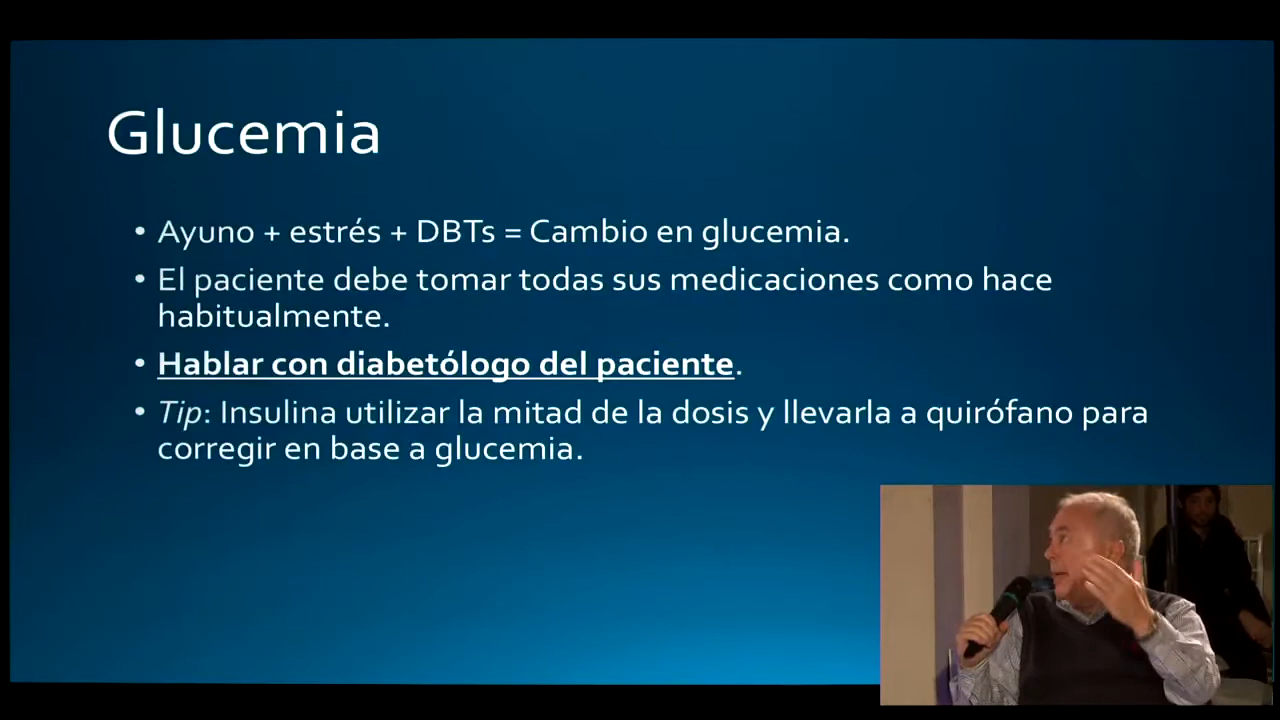 Glucemia
• Ayuno + estrés + DBTs = Cambio en glucemia.
• El paciente debe tomar todas sus medicaciones como hace
habitualmente.
• Hablar con diabetólogo del paciente.
• Tip: Insulina utilizar la mitad de la dosis y llevarla a quirófano para
corregir en base a glucemia.